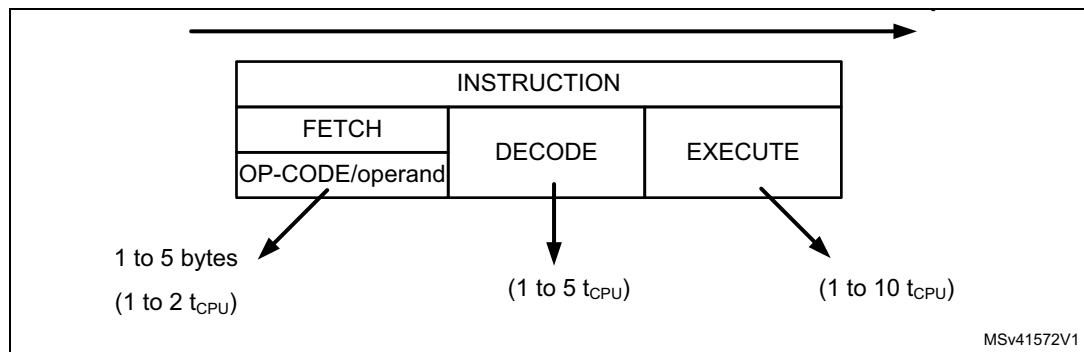 INSTRUCTION
FETCH
OP-CODE/operand
DECODE
EXECUTE
1 to 5 bytes
(1 to 2 tCPU)
(1 to 5 tCPU)
(1 to 10 tCPU)
MSv41572V1